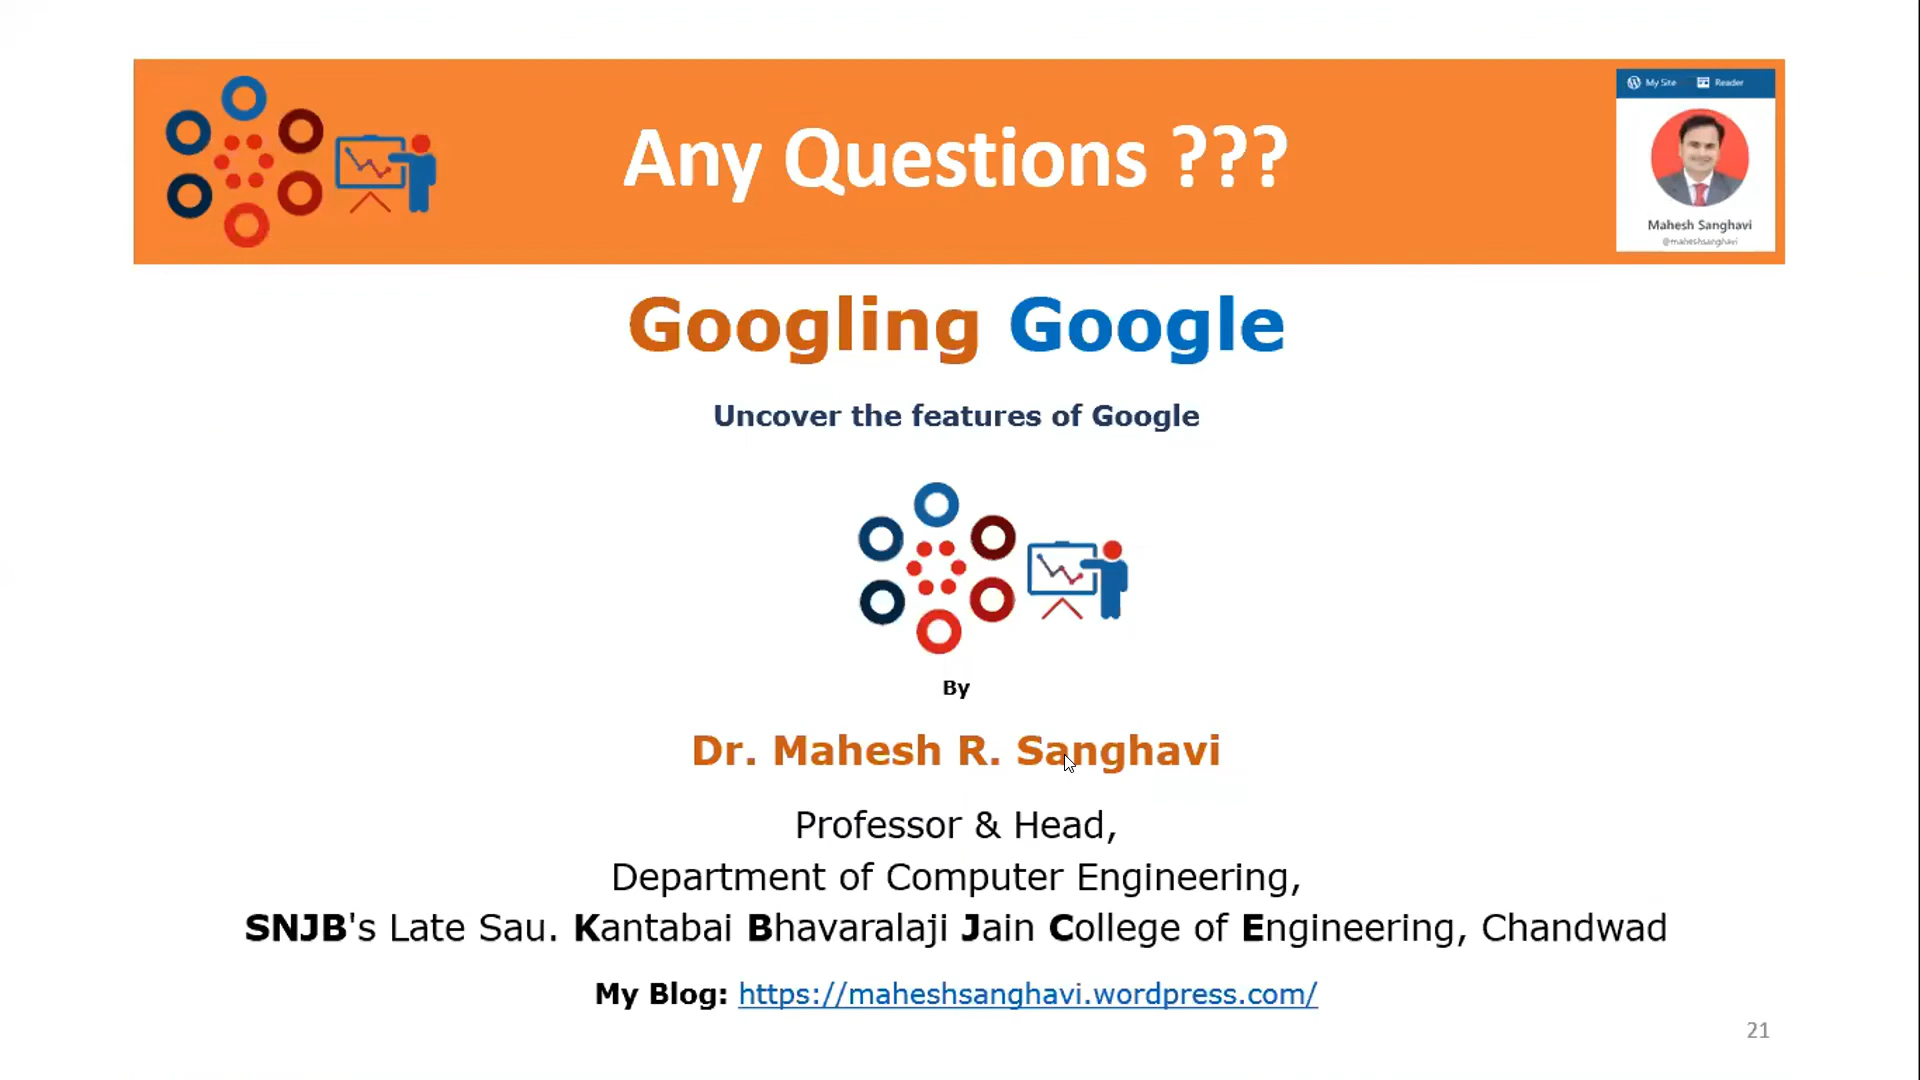 Any Questions ???
My Site Reader
Mahesh Sanghavi
@maheshsanghavi
Googling Google
Uncover the features of Google
By
Dr. Mahesh R. Sanghavi
Professor & Head,
Department of Computer Engineering,
SNJB's Late Sau. Kantabai Bhavaralaji Jain College of Engineering, Chandwad
My Blog: https://maheshsanghavi.wordpress.com/
21